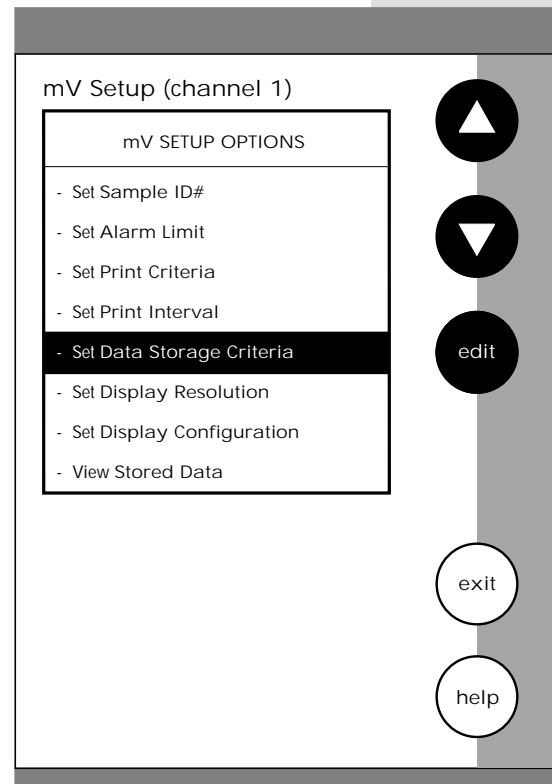 mV Setup (channel 1)
mV SETUP OPTIONS
- Set Sample ID#
- Set Alarm Limit
- Set Print Criteria
- Set Print Interval
- Set Data Storage Criteria
- Set Display Resolution
- Set Display Configuration
- View Stored Data
edit
exit
help